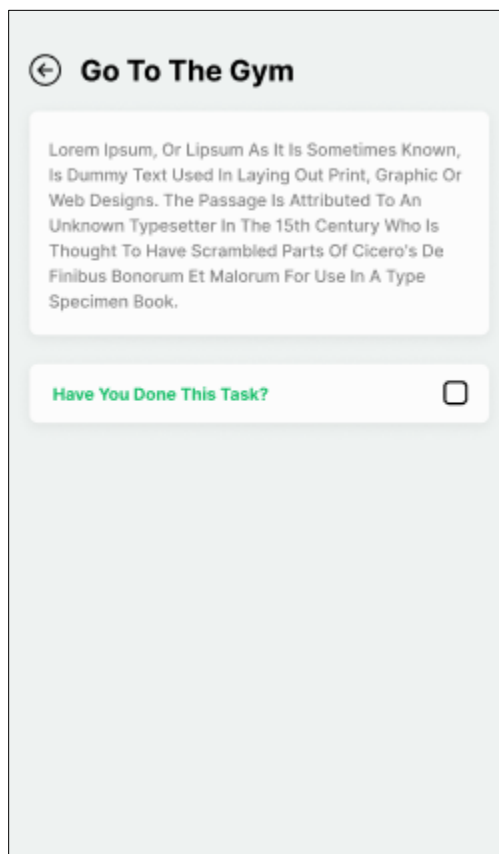 Go To The Gym
Lorem Ipsum, Or Lipsum As It Is Sometimes Known,
Is Dummy Text Used In Laying Out Print, Graphic Or
Web Designs. The Passage Is Attributed To An
Unknown Typesetter In The 15th Century Who Is
Thought To Have Scrambled Parts Of Cicero's De
Finibus Bonorum Et Malorum For Use In A Type
Specimen Book.
Have You Done This Task?